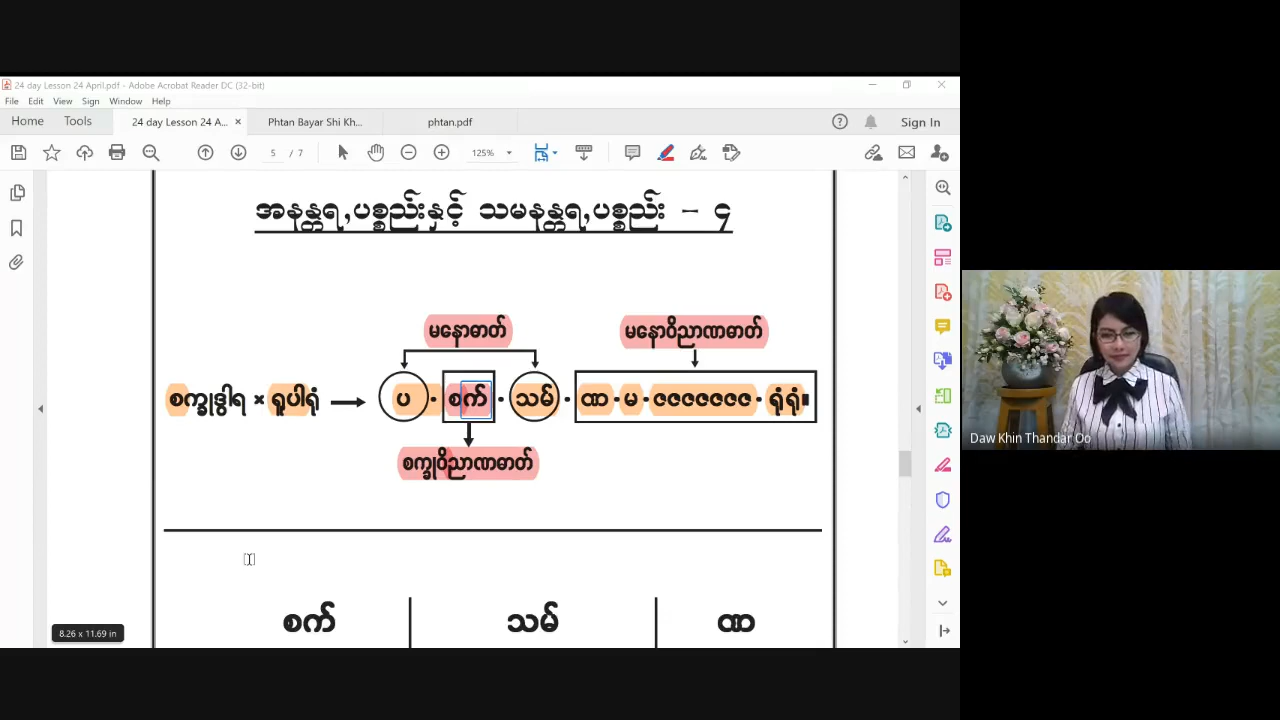 24 day Lesson 24 April.pdf - Adobe Acrobat Reader DC (32-bit)
File Edit View Sign Window Help
Home Tools 24 day Lesson 24 A... × Phtan Bayar Shi Kh... phtan.pdf Sign In
5 / 7 125%
အနန္တရ,ပစ္စည်းနှင့် သမနန္တရ,ပစ္စည်း – ၄
မနောဓာတ် မနောဝိညာဏဓာတ်
စက္ခုဒွါရ × ရူပါရုံ → ပ · စက် · သမ် · ဏ · မ · ဇဇဇဇဇဇဇ · ရုံရုံ။
စက္ခုဝိညာဏဓာတ်
Daw Khin Thandar Oo
စက် သမ် ဏ
8.26 x 11.69 in